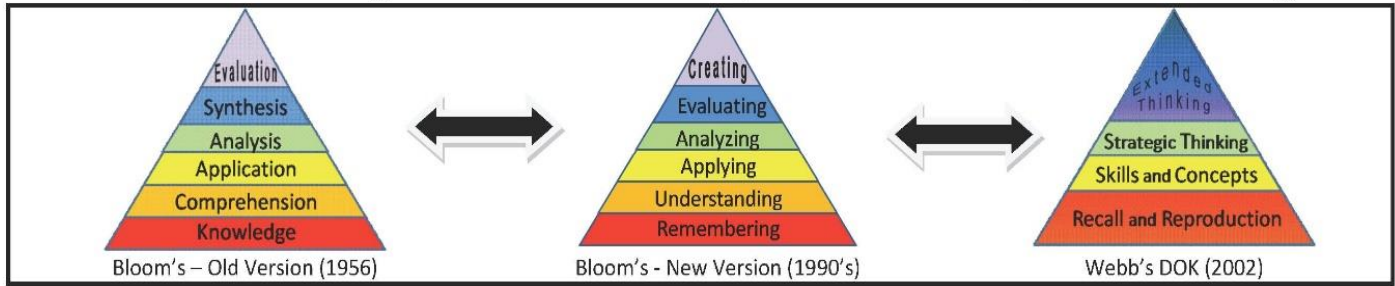 Evaluation
Synthesis
Analysis
Application
Comprehension
Knowledge
Bloom's – Old Version (1956)
Creating
Evaluating
Analyzing
Applying
Understanding
Remembering
Bloom's - New Version (1990's)
Extended
Thinking
Strategic Thinking
Skills and Concepts
Recall and Reproduction
Webb's DOK (2002)